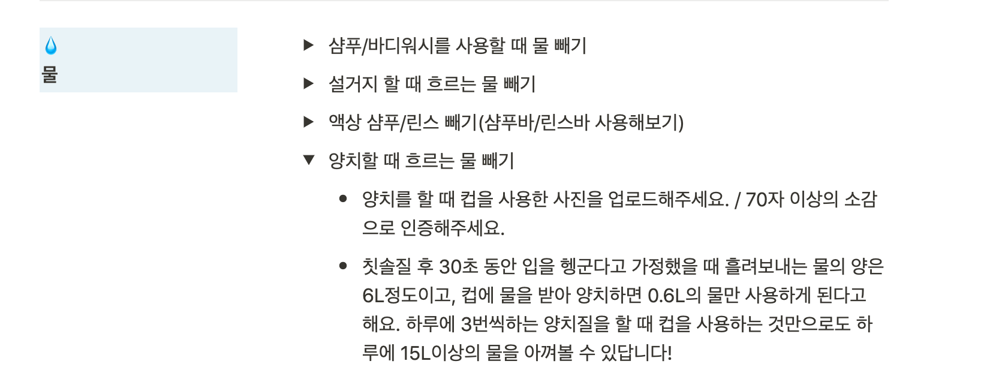 물
샴푸/바디워시를 사용할 때 물 빼기
설거지 할 때 흐르는 물 빼기
액상 샴푸/린스 빼기(샴푸바/린스바 사용해보기)
양치할 때 흐르는 물 빼기
양치를 할 때 컵을 사용한 사진을 업로드해주세요. / 70자 이상의 소감
으로 인증해주세요.
칫솔질 후 30초 동안 입을 헹군다고 가정했을 때 흘려보내는 물의 양은
6L정도이고, 컵에 물을 받아 양치하면 0.6L의 물만 사용하게 된다고
해요. 하루에 3번씩하는 양치질을 할 때 컵을 사용하는 것만으로도 하
루에 15L이상의 물을 아껴볼 수 있답니다!